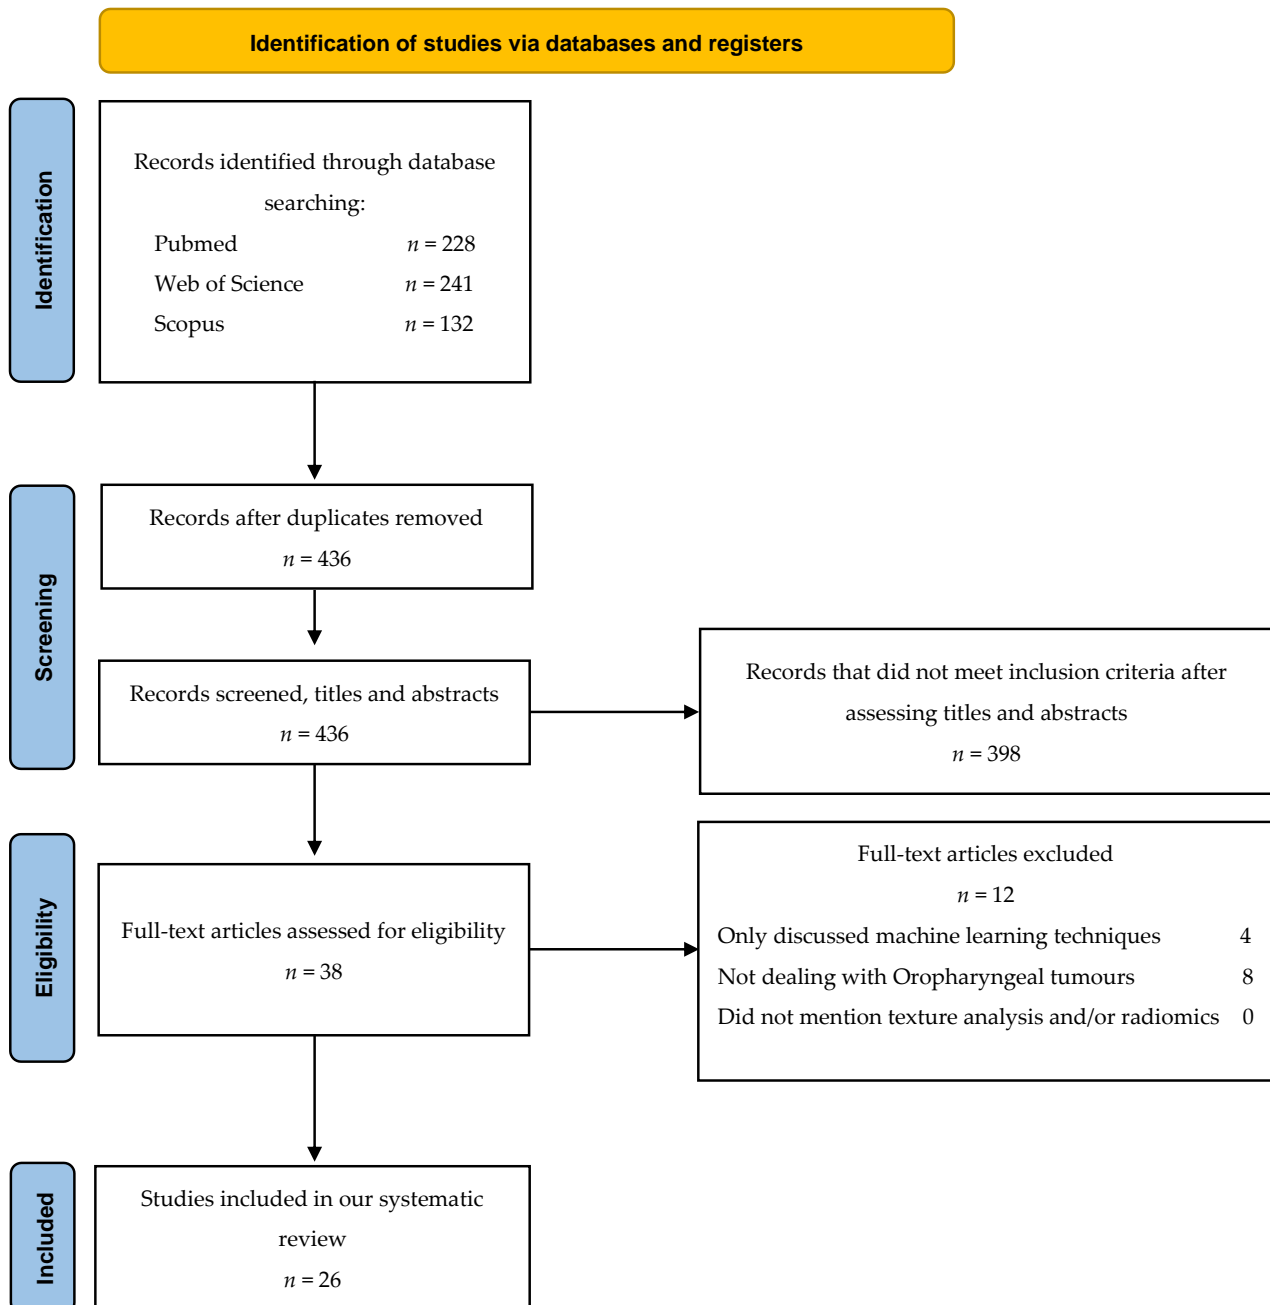 Identification of studies via databases and registers
Identification
Records identified through database
searching:
Pubmed n = 228
Web of Science n = 241
Scopus n = 132
Screening
Records after duplicates removed
n = 436
Records screened, titles and abstracts
n = 436
Records that did not meet inclusion criteria after
assessing titles and abstracts
n = 398
Eligibility
Full-text articles assessed for eligibility
n = 38
Full-text articles excluded
n = 12
Only discussed machine learning techniques 4
Not dealing with Oropharyngeal tumours 8
Did not mention texture analysis and/or radiomics 0
Included
Studies included in our systematic
review
n = 26